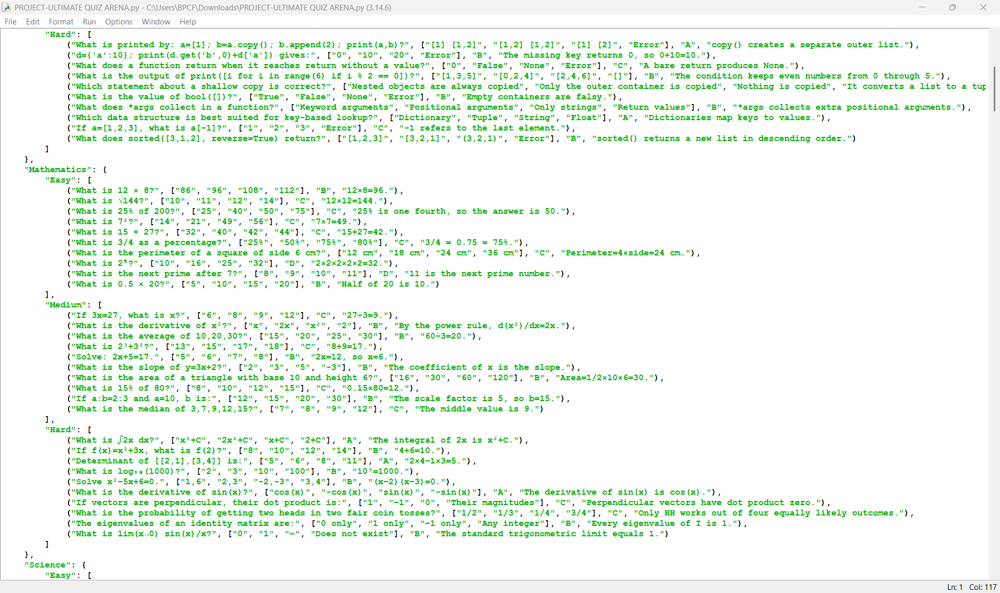 PROJECT-ULTIMATE QUIZ ARENA.py - C:\Users\BPCF\Downloads\PROJECT-ULTIMATE QUIZ ARENA.py (3.14.6)
File Edit Format Run Options Window Help
"Hard": [
("What is printed by: a=[1]; b=a.copy(); b.append(2); print(a,b)?", ["[1] [1,2]", "[1,2] [1,2]", "[1] [2]", "Error"], "A", "copy() creates a separate outer list."),
("d={'a':10}; print(d.get('b',0)+d['a']) gives:", ["0", "10", "20", "Error"], "B", "The missing key returns 0, so 0+10=10."),
("What does a function return when it reaches return without a value?", ["0", "False", "None", "Error"], "C", "A bare return produces None."),
("What is the output of print([i for i in range(6) if i % 2 == 0])?", ["[1,3,5]", "[0,2,4]", "[2,4,6]", "[]"], "B", "The condition keeps even numbers from 0 through 5."),
("Which statement about a shallow copy is correct?", ["Nested objects are always copied", "Only the outer container is copied", "Nothing is copied", "It converts a list to a tup
("What is the value of bool([])?", ["True", "False", "None", "Error"], "B", "Empty containers are falsy."),
("What does *args collect in a function?", ["Keyword arguments", "Positional arguments", "Only strings", "Return values"], "B", "*args collects extra positional arguments."),
("Which data structure is best suited for key-based lookup?", ["Dictionary", "Tuple", "String", "Float"], "A", "Dictionaries map keys to values."),
("If a=[1,2,3], what is a[-1]?", ["1", "2", "3", "Error"], "C", "-1 refers to the last element."),
("What does sorted([3,1,2], reverse=True) return?", ["[1,2,3]", "[3,2,1]", "(3,2,1)", "Error"], "B", "sorted() returns a new list in descending order.")
]
},
"Mathematics": {
"Easy": [
("What is 12 × 8?", ["86", "96", "108", "112"], "B", "12×8=96."),
("What is √144?", ["10", "11", "12", "14"], "C", "12×12=144."),
("What is 25% of 200?", ["25", "40", "50", "75"], "C", "25% is one fourth, so the answer is 50."),
("What is 7²?", ["14", "21", "49", "56"], "C", "7×7=49."),
("What is 15 + 27?", ["32", "40", "42", "44"], "C", "15+27=42."),
("What is 3/4 as a percentage?", ["25%", "50%", "75%", "80%"], "C", "3/4 = 0.75 = 75%."),
("What is the perimeter of a square of side 6 cm?", ["12 cm", "18 cm", "24 cm", "36 cm"], "C", "Perimeter=4×side=24 cm."),
("What is 2⁵?", ["10", "16", "25", "32"], "D", "2×2×2×2×2=32."),
("What is the next prime after 7?", ["8", "9", "10", "11"], "D", "11 is the next prime number."),
("What is 0.5 × 20?", ["5", "10", "15", "20"], "B", "Half of 20 is 10.")
],
"Medium": [
("If 3x=27, what is x?", ["6", "8", "9", "12"], "C", "27÷3=9."),
("What is the derivative of x²?", ["x", "2x", "x²", "2"], "B", "By the power rule, d(x²)/dx=2x."),
("What is the average of 10,20,30?", ["15", "20", "25", "30"], "B", "60÷3=20."),
("What is 2³+3²?", ["13", "15", "17", "18"], "C", "8+9=17."),
("Solve: 2x+5=17.", ["5", "6", "7", "8"], "B", "2x=12, so x=6."),
("What is the slope of y=3x+2?", ["2", "3", "5", "-3"], "B", "The coefficient of x is the slope."),
("What is the area of a triangle with base 10 and height 6?", ["16", "30", "60", "120"], "B", "Area=1/2×10×6=30."),
("What is 15% of 80?", ["8", "10", "12", "15"], "C", "0.15×80=12."),
("If a:b=2:3 and a=10, b is:", ["12", "15", "20", "30"], "B", "The scale factor is 5, so b=15."),
("What is the median of 3,7,9,12,15?", ["7", "8", "9", "12"], "C", "The middle value is 9.")
],
"Hard": [
("What is ∫2x dx?", ["x²+C", "2x²+C", "x+C", "2+C"], "A", "The integral of 2x is x²+C."),
("If f(x)=x²+3x, what is f(2)?", ["8", "10", "12", "14"], "B", "4+6=10."),
("Determinant of [[2,1],[3,4]] is:", ["5", "6", "8", "11"], "A", "2×4−1×3=5."),
("What is log₁₀(1000)?", ["2", "3", "10", "100"], "B", "10³=1000."),
("Solve x²−5x+6=0.", ["1,6", "2,3", "-2,-3", "3,4"], "B", "(x−2)(x−3)=0."),
("What is the derivative of sin(x)?", ["cos(x)", "-cos(x)", "sin(x)", "-sin(x)"], "A", "The derivative of sin(x) is cos(x)."),
("If vectors are perpendicular, their dot product is:", ["1", "−1", "0", "Their magnitudes"], "C", "Perpendicular vectors have dot product zero."),
("What is the probability of getting two heads in two fair coin tosses?", ["1/2", "1/3", "1/4", "3/4"], "C", "Only HH works out of four equally likely outcomes."),
("The eigenvalues of an identity matrix are:", ["0 only", "1 only", "−1 only", "Any integer"], "B", "Every eigenvalue of I is 1."),
("What is lim(x→0) sin(x)/x?", ["0", "1", "∞", "Does not exist"], "B", "The standard trigonometric limit equals 1.")
]
},
"Science": {
"Easy": [
Ln: 1 Col: 117